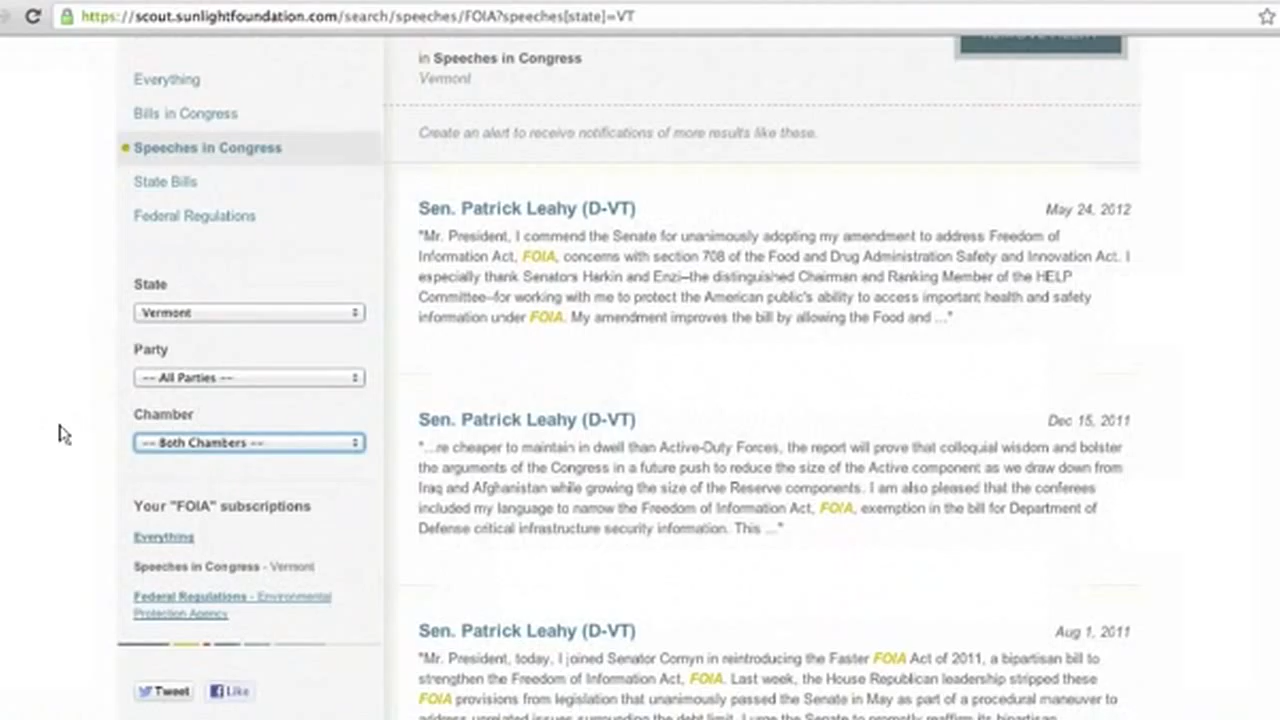 https://scout.sunlightfoundation.com/search/speeches/FOIA?speeches[state]=VT
Everything
Bills in Congress
Speeches in Congress
State Bills
Federal Regulations
State
Vermont
Party
-- All Parties --
Chamber
-- Both Chambers --
Your "FOIA" subscriptions
Everything
Speeches in Congress - Vermont
Federal Regulations - Environmental
Protection Agency
Tweet
Like
in Speeches in Congress
Vermont
Create an alert to receive notifications of more results like these.
Sen. Patrick Leahy (D-VT)
May 24, 2012
"Mr. President, I commend the Senate for unanimously adopting my amendment to address Freedom of
Information Act, FOIA, concerns with section 708 of the Food and Drug Administration Safety and Innovation Act. I
especially thank Senators Harkin and Enzi--the distinguished Chairman and Ranking Member of the HELP
Committee--for working with me to protect the American public's ability to access important health and safety
information under FOIA. My amendment improves the bill by allowing the Food and ..."
Sen. Patrick Leahy (D-VT)
Dec 15, 2011
"...re cheaper to maintain in dwell than Active-Duty Forces, the report will prove that colloquial wisdom and bolster
the arguments of the Congress in a future push to reduce the size of the Active component as we draw down from
Iraq and Afghanistan while growing the size of the Reserve components. I am also pleased that the conferees
included my language to narrow the Freedom of Information Act, FOIA, exemption in the bill for Department of
Defense critical infrastructure security information. This ..."
Sen. Patrick Leahy (D-VT)
Aug 1, 2011
"Mr. President, today, I joined Senator Cornyn in reintroducing the Faster FOIA Act of 2011, a bipartisan bill to
strengthen the Freedom of Information Act, FOIA. Last week, the House Republican leadership stripped these
FOIA provisions from legislation that unanimously passed the Senate in May as part of a procedural maneuver to
address unrelated issues surrounding the debt limit. I urge the Senate to promptly reaffirm its bipartisan